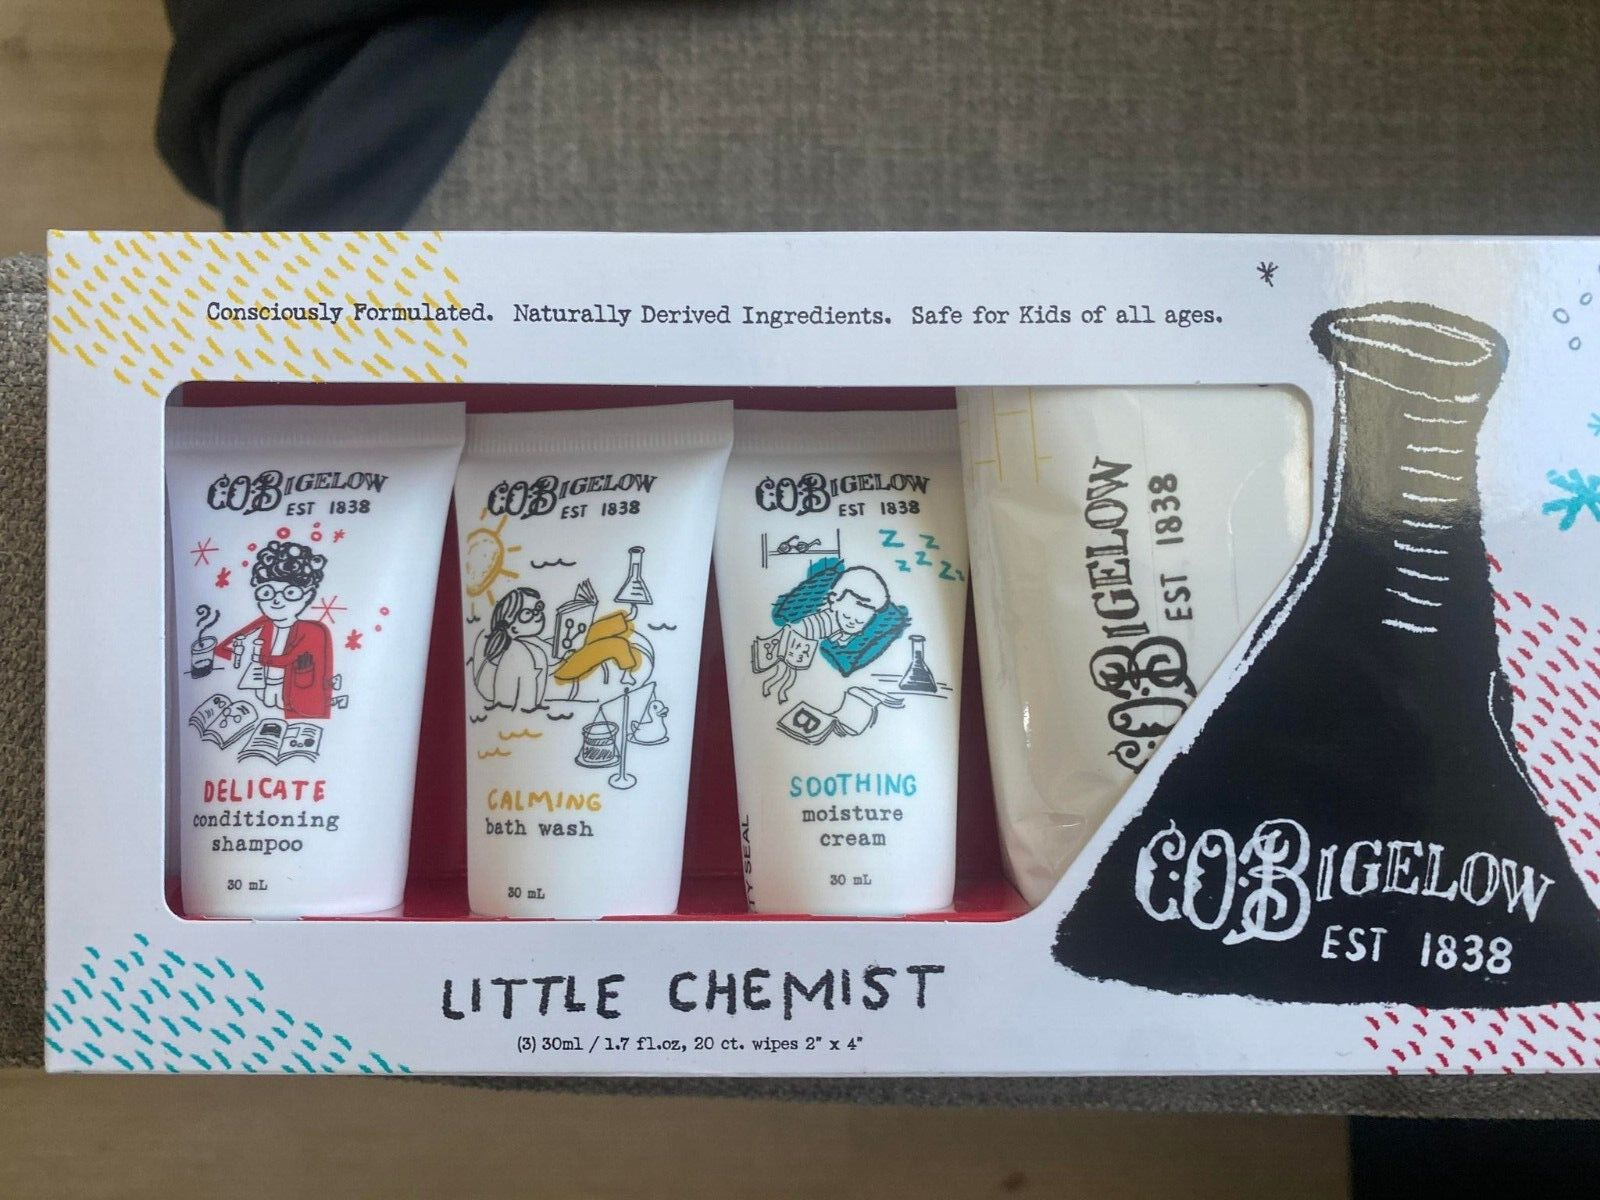 Consciously Formulated. Naturally Derived Ingredients. Safe for Kids of all ages.
C.O. BIGELOW
EST 1838
DELICATE
conditioning
shampoo
30 mL
C.O. BIGELOW
EST 1838
CALMING
bath wash
30 mL
C.O. BIGELOW
EST 1838
Z Z Z Z Z Z
B
SOOTHING
moisture
cream
30 mL
Y SEAL
C.O. BIGELOW
EST 1838
C.O. BIGELOW
EST 1838
LITTLE CHEMIST
(3) 30ml / 1.7 fl.oz, 20 ct. wipes 2" x 4"